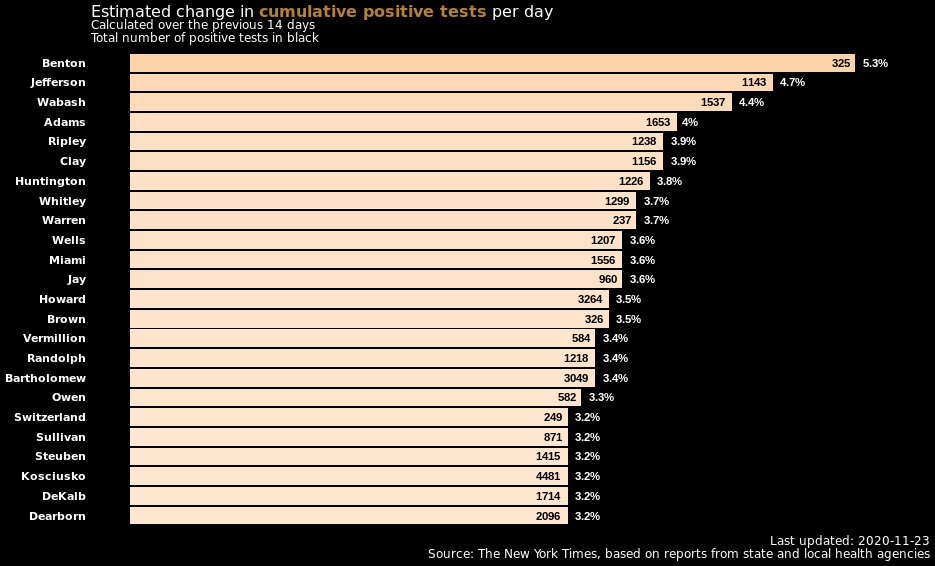 Estimated change in cumulative positive tests per day
Calculated over the previous 14 days
Total number of positive tests in black
Benton 325 5.3%
Jefferson 1143 4.7%
Wabash 1537 4.4%
Adams 1653 4%
Ripley 1238 3.9%
Clay 1156 3.9%
Huntington 1226 3.8%
Whitley 1299 3.7%
Warren 237 3.7%
Wells 1207 3.6%
Miami 1556 3.6%
Jay 960 3.6%
Howard 3264 3.5%
Brown 326 3.5%
Vermillion 584 3.4%
Randolph 1218 3.4%
Bartholomew 3049 3.4%
Owen 582 3.3%
Switzerland 249 3.2%
Sullivan 871 3.2%
Steuben 1415 3.2%
Kosciusko 4481 3.2%
DeKalb 1714 3.2%
Dearborn 2096 3.2%
Last updated: 2020-11-23
Source: The New York Times, based on reports from state and local health agencies